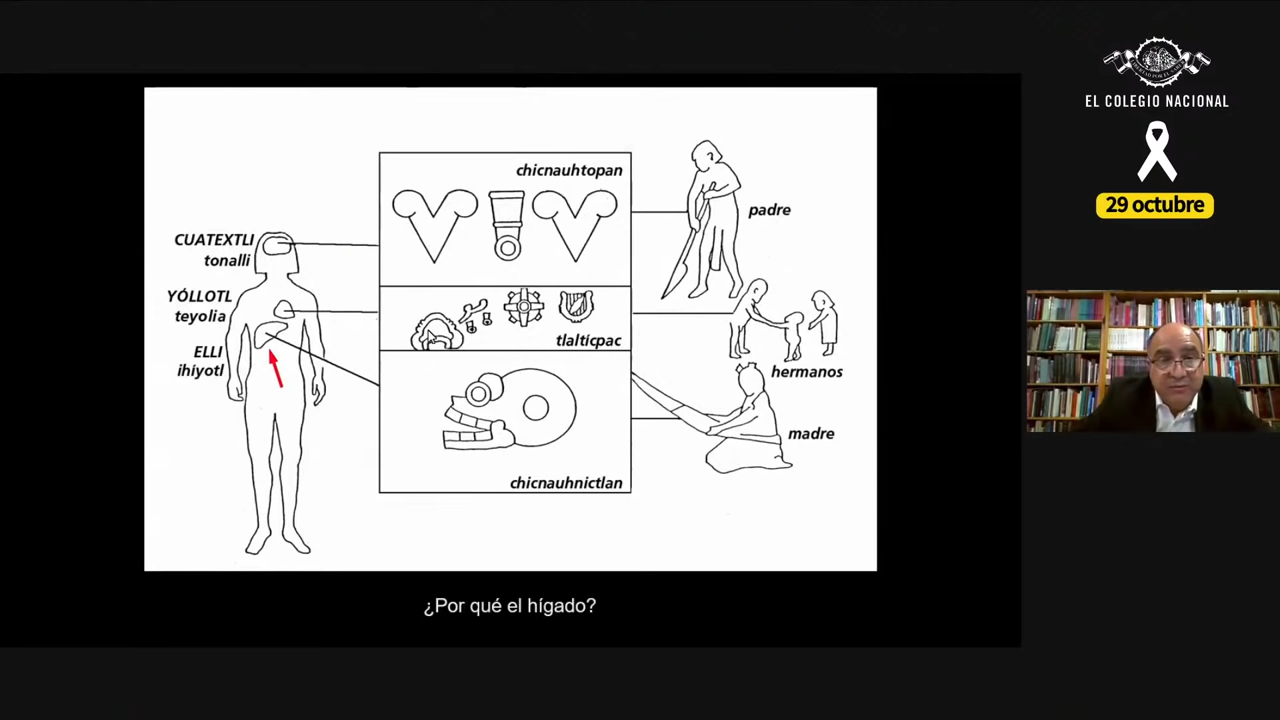 chicnauhtopan
CUATEXTLI
tonalli
padre
YÓLLOTL
teyolia
tlaltícpac
ELLI
ihíyotl
hermanos
madre
chicnauhnictlan
¿Por qué el hígado?
EL COLEGIO NACIONAL
29 octubre